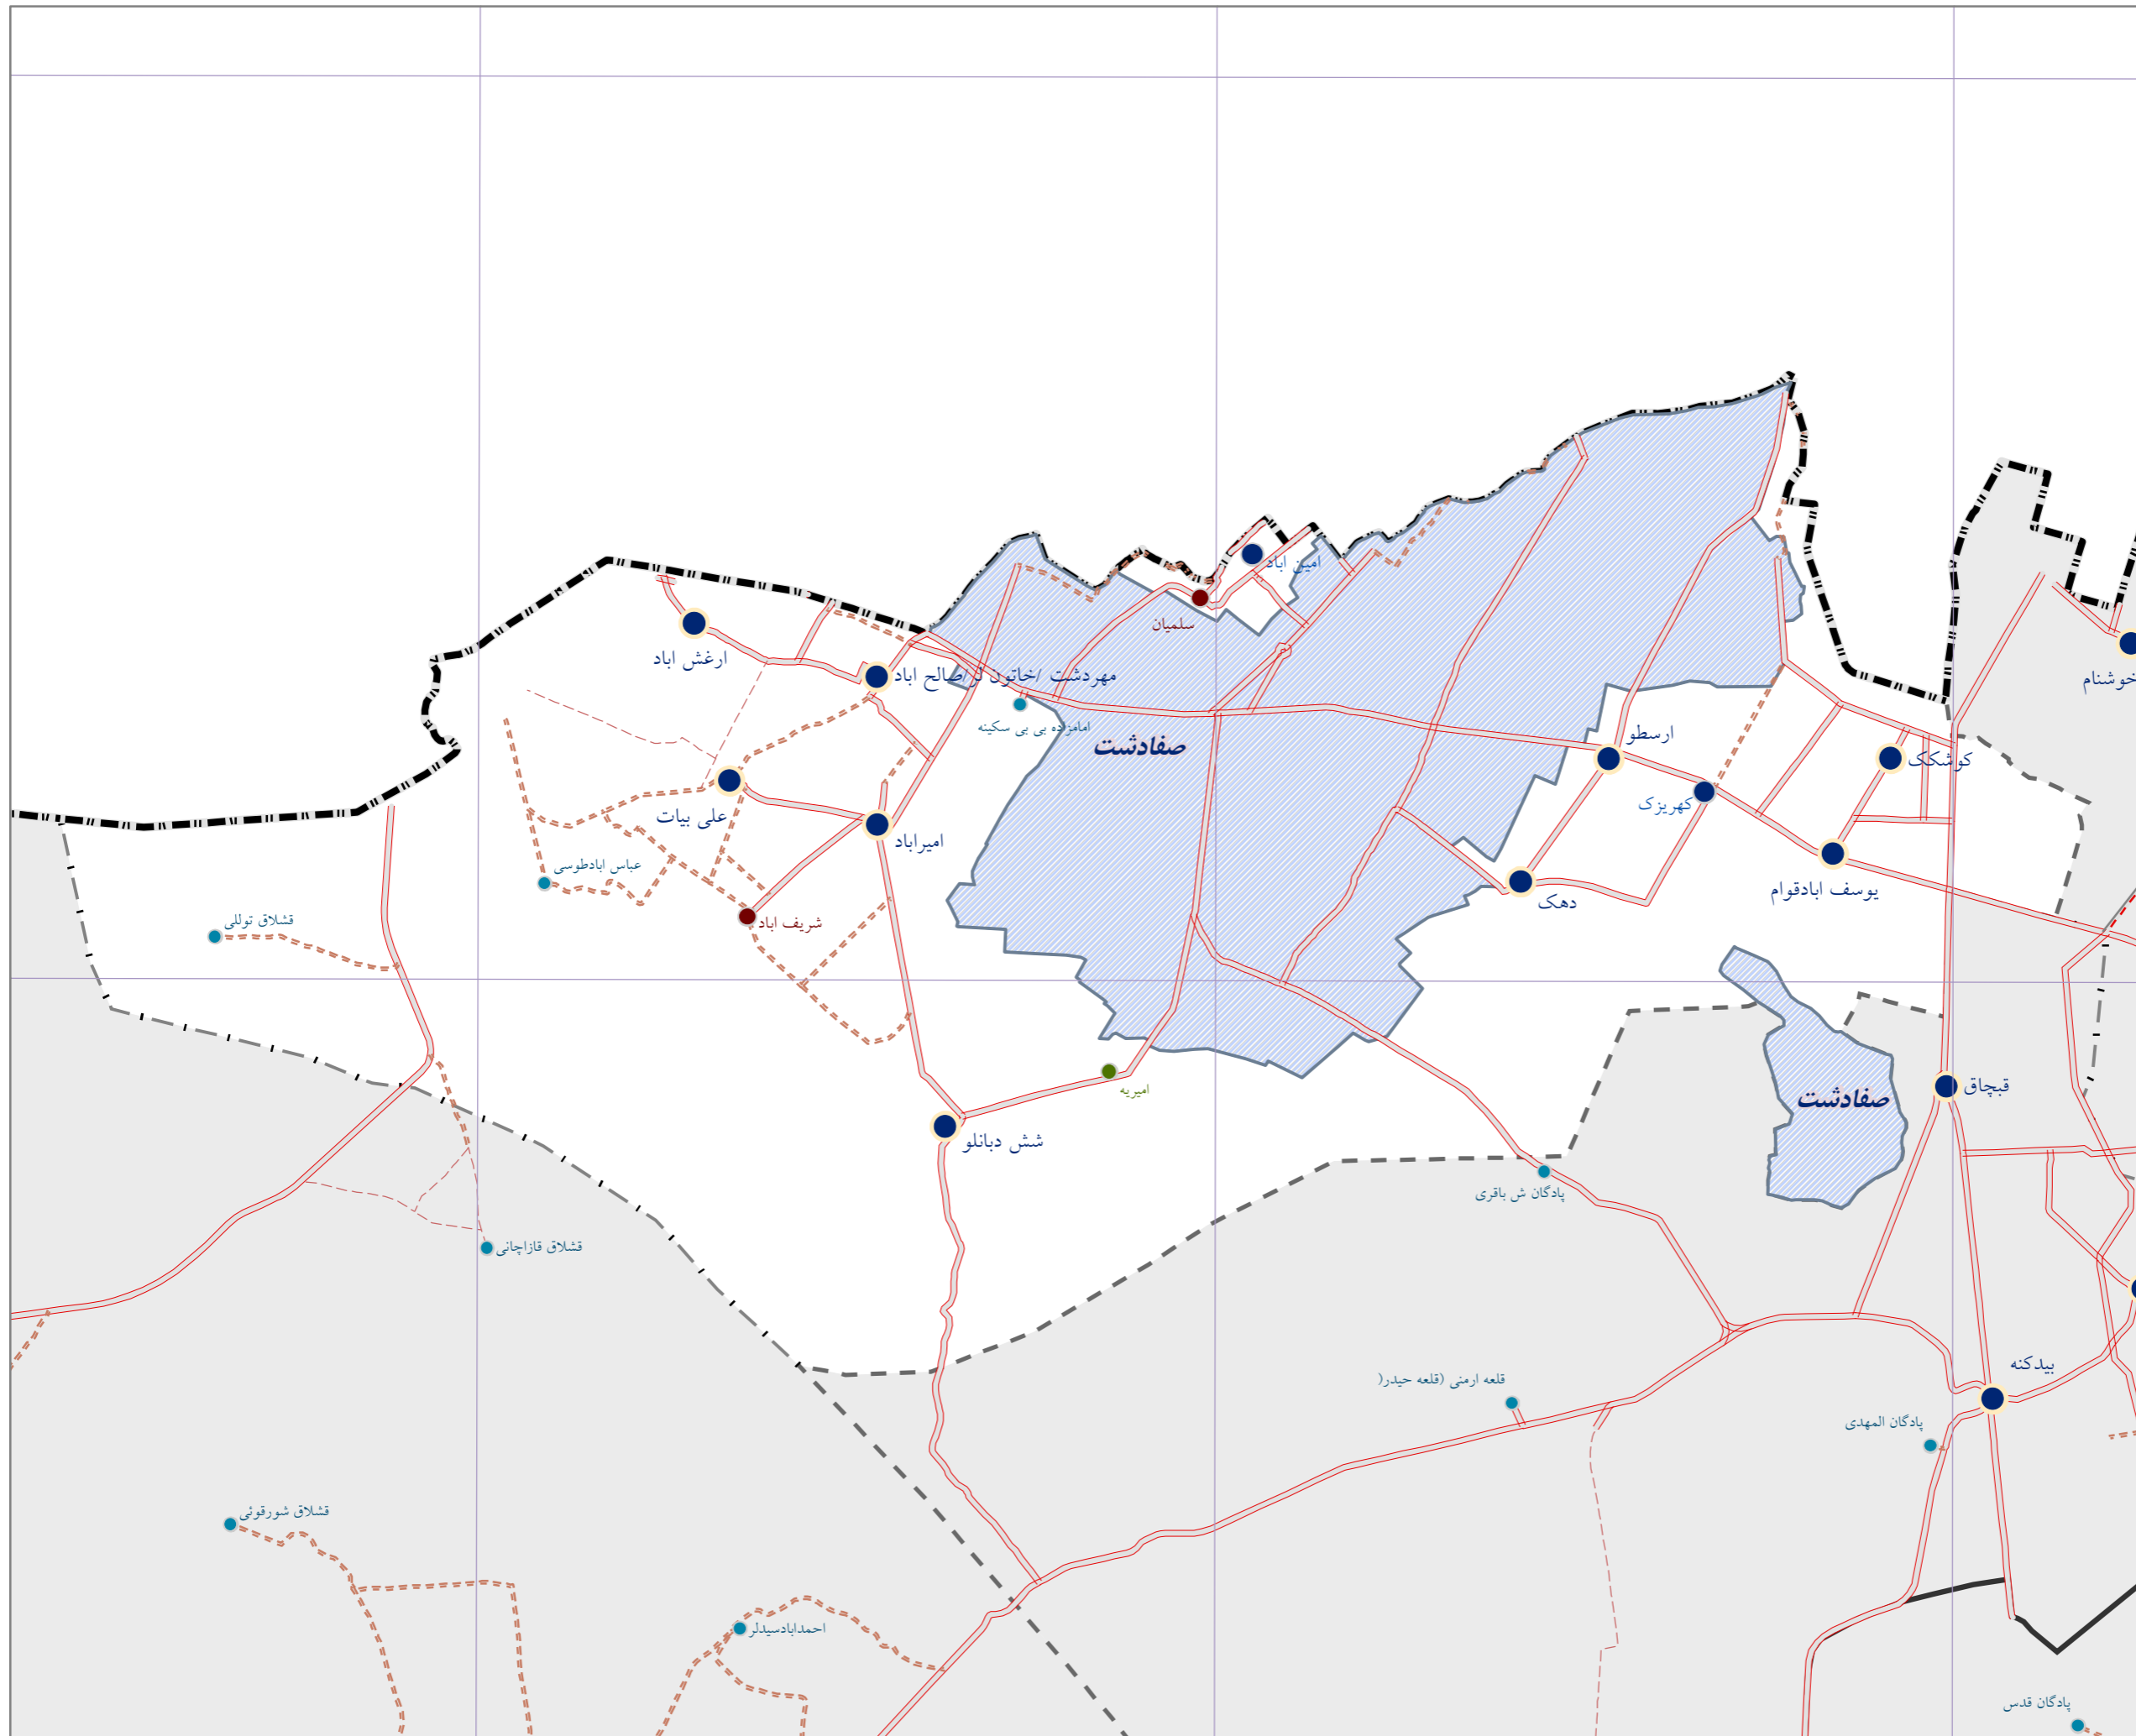 امین اباد
سلمیان
ارغش اباد
مهردشت /خاتون لر/صالح اباد
خوشنام
امامزاده بی بی سکینه
صفادشت
ارسطو
کوشکک
کهریزک
علی بیات
امیراباد
عباس ابادطوسی
یوسف ابادقوام
دهک
شریف اباد
قشلاق توللی
امیریه
قبچاق
صفادشت
شش دبانلو
پادگان ش باقری
قشلاق قازاچانی
بیدکنه
قلعه ارمنی (قلعه حیدر(
پادگان المهدی
قشلاق شورقوئی
احمدابادسیدلر
پادگان قدس